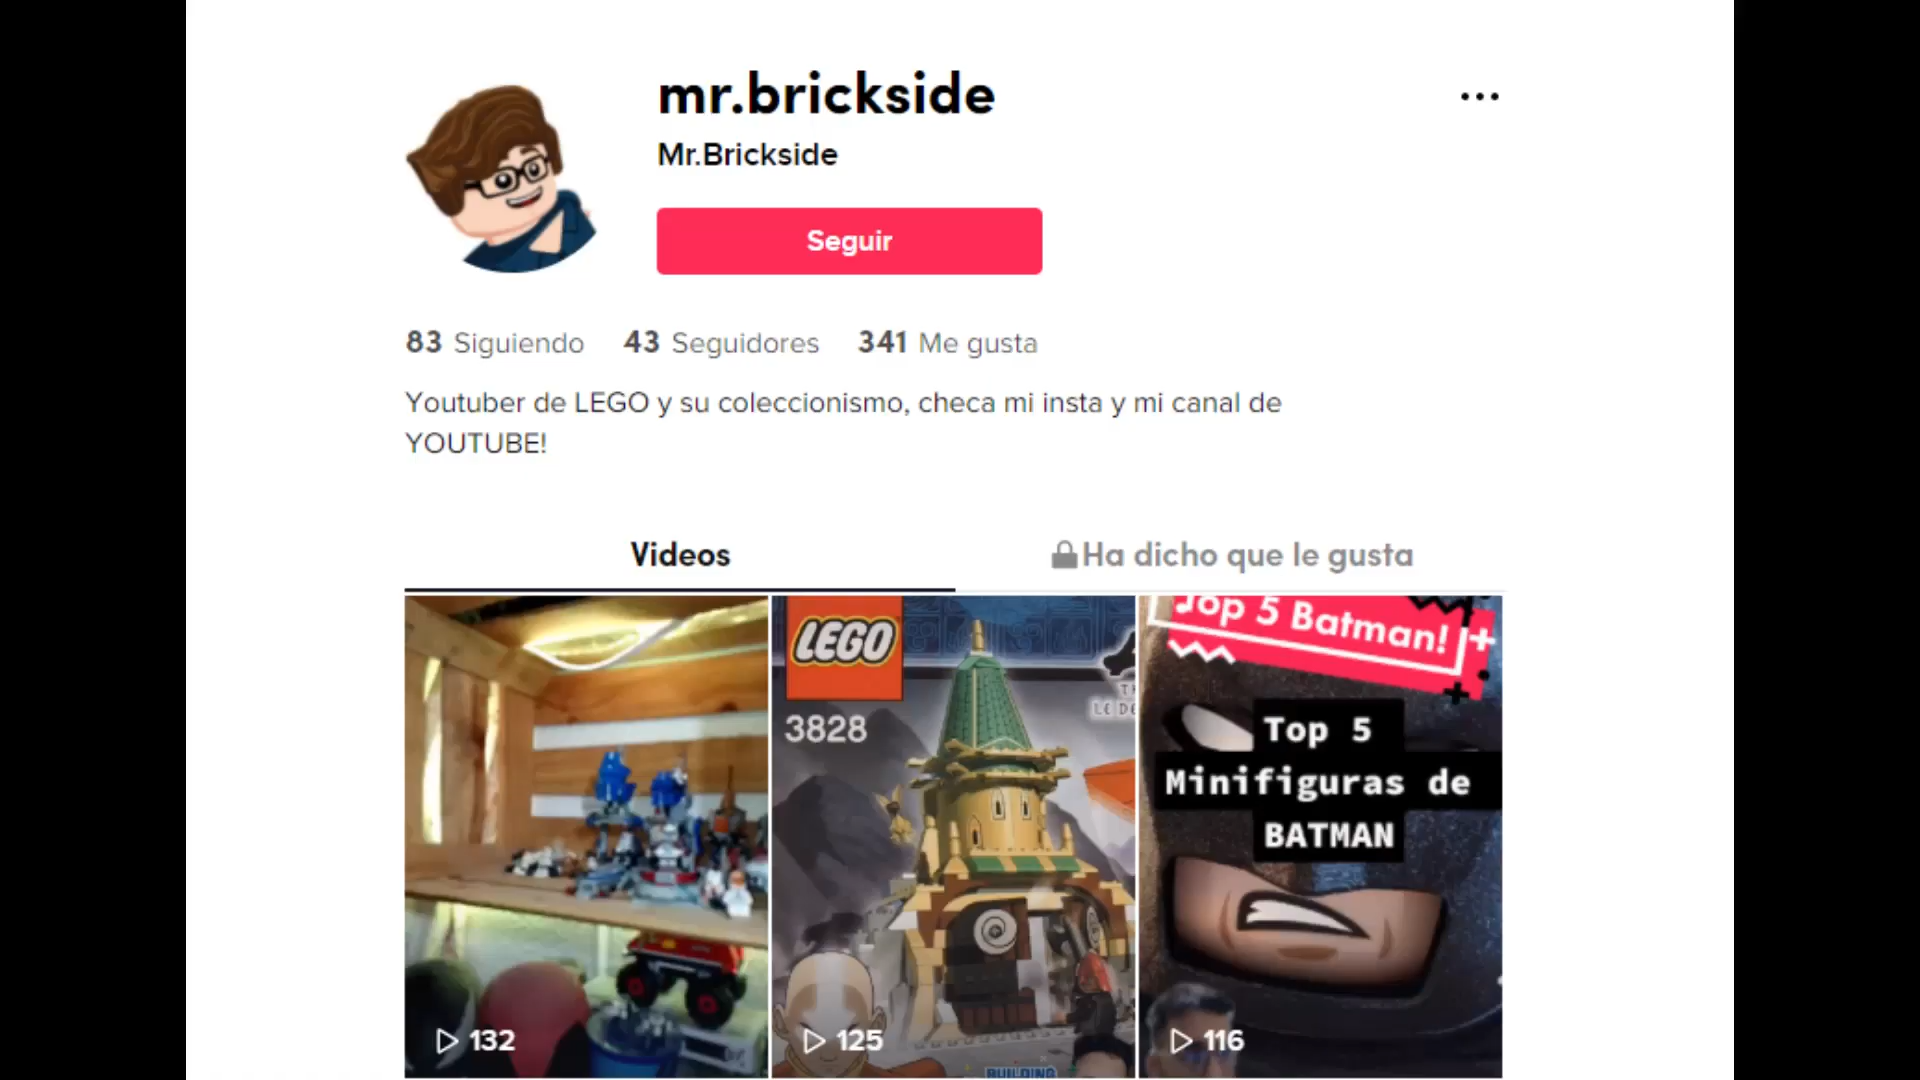 mr.brickside
Mr.Brickside
Seguir
83 Siguiendo 43 Seguidores 341 Me gusta
Youtuber de LEGO y su coleccionismo, checa mi insta y mi canal de
YOUTUBE!
Videos
Ha dicho que le gusta
132
LEGO
3828
BUILDING
125
Top 5 Batman!
Top 5
Minifiguras de
BATMAN
116